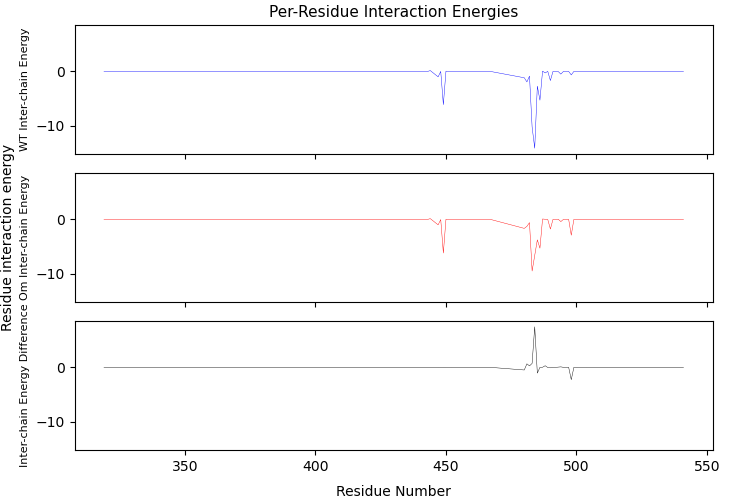 Per-Residue Interaction Energies
Residue interaction energy
WT Inter-chain Energy
0
−10
Om Inter-chain Energy
0
−10
Inter-chain Energy Difference
0
−10
350
400
450
500
550
Residue Number